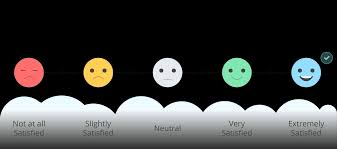 Not at all
Satisfied
Slightly
Satisfied
Neutral
Very
Satisfied
Extremely
Satisfied